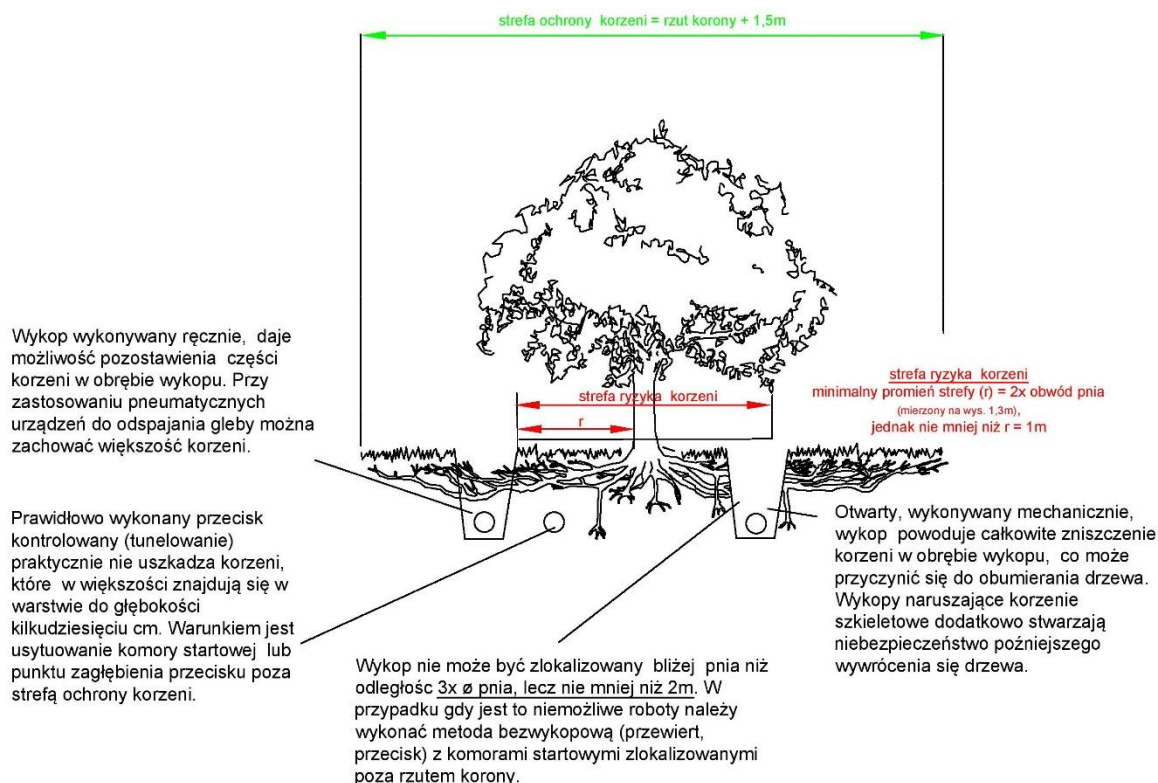 strefa ochrony korzeni = rzut korony + 1,5m
Wykop wykonywany ręcznie, daje
możliwość pozostawienia części
korzeni w obrębie wykopu. Przy
zastosowaniu pneumatycznych
urządzeń do odspajania gleby można
zachować większość korzeni.
strefa ryzyka korzeni
r
strefa ryzyka korzeni
minimalny promień strefy (r) = 2x obwód pnia
(mierzony na wys. 1,3m),
jednak nie mniej niż r = 1m
Prawidłowo wykonany przecisk
kontrolowany (tunelowanie)
praktycznie nie uszkadza korzeni,
które w większości znajdują się w
warstwie do głębokości
kilkudziesięciu cm. Warunkiem jest
usytuowanie komory startowej lub
punktu zagłębienia przecisku poza
strefą ochrony korzeni.
Wykop nie może być zlokalizowany bliżej pnia niż
odległośc 3x ø pnia, lecz nie mniej niż 2m. W
przypadku gdy jest to niemożliwe roboty należy
wykonać metoda bezwykopową (przewiert,
przecisk) z komorami startowymi zlokalizowanymi
poza rzutem korony.
Otwarty, wykonywany mechanicznie,
wykop powoduje całkowite zniszczenie
korzeni w obrębie wykopu, co może
przyczynić się do obumierania drzewa.
Wykopy naruszające korzenie
szkieletowe dodatkowo stwarzają
niebezpieczeństwo poźniejszego
wywrócenia się drzewa.